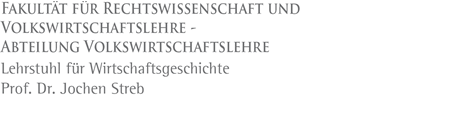 Fakultät für Rechtswissenschaft und
Volkswirtschaftslehre -
Abteilung Volkswirtschaftslehre
Lehrstuhl für Wirtschaftsgeschichte
Prof. Dr. Jochen Streb